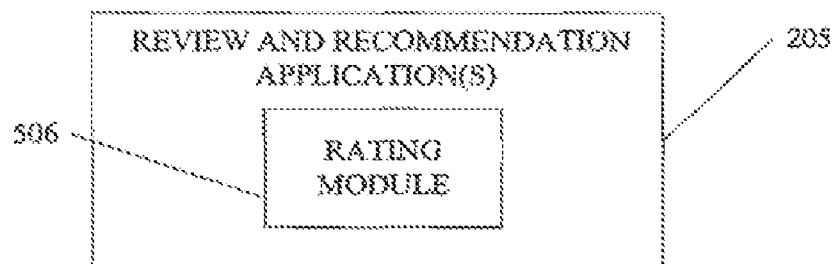 REVIEW AND RECOMMENDATION
APPLICATION(S)
205
506
RATING
MODULE